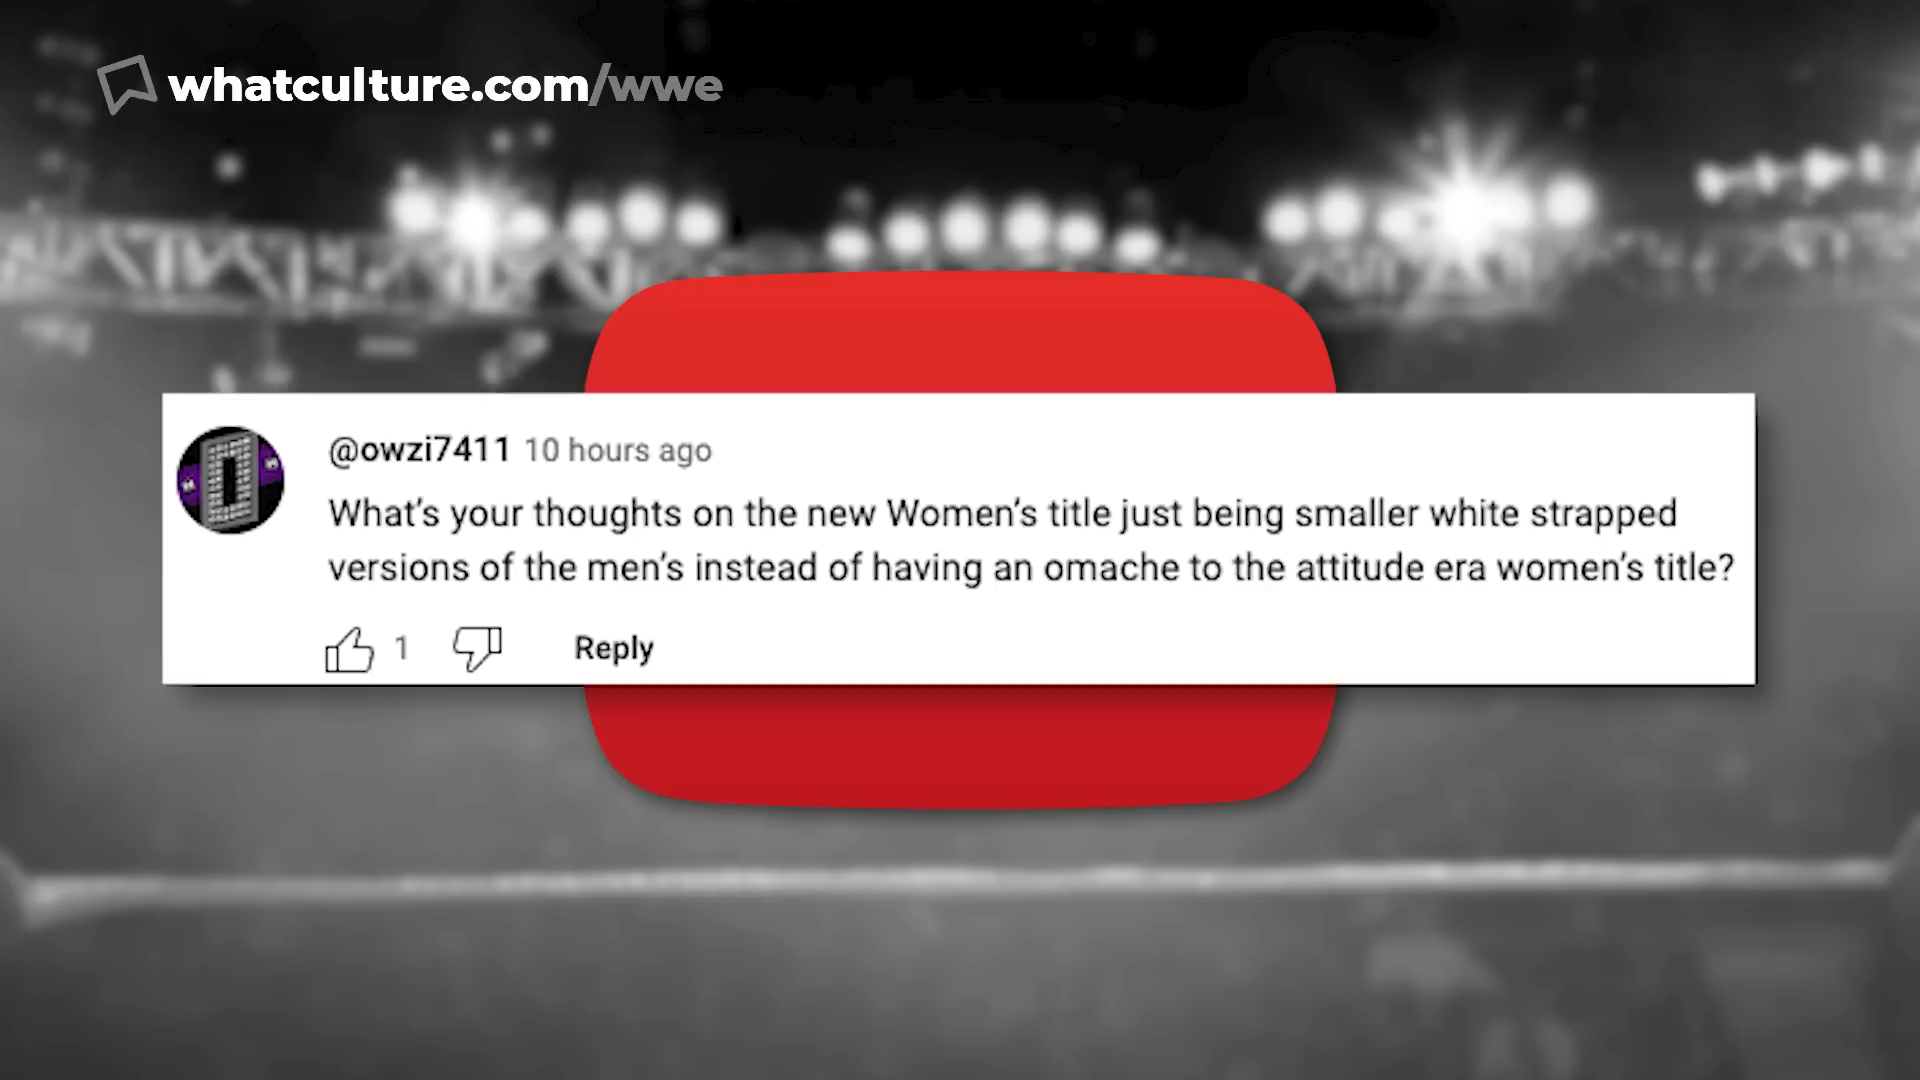 whatculture.com/wwe
@owzi7411 10 hours ago
What's your thoughts on the new Women's title just being smaller white strapped
versions of the men's instead of having an omache to the attitude era women's title?
1 Reply